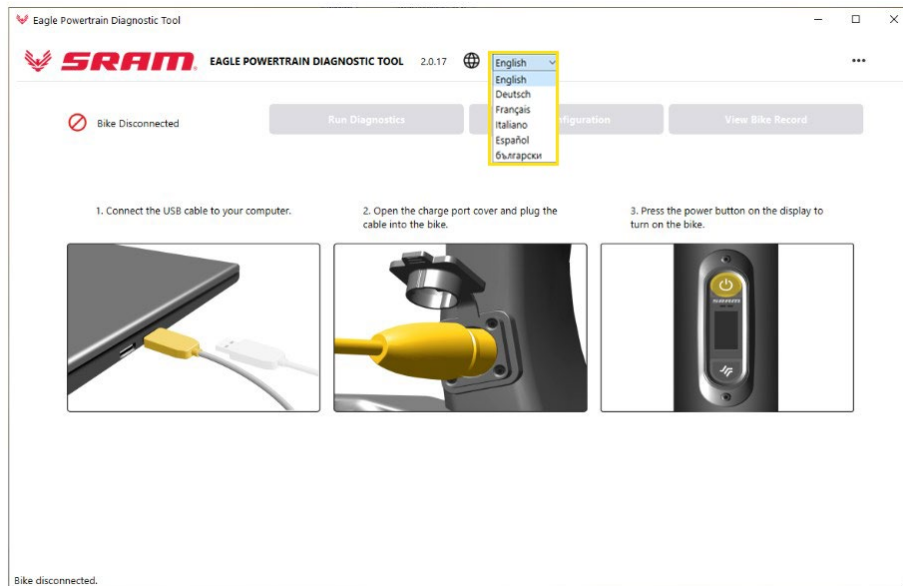 Eagle Powertrain Diagnostic Tool
SRAM
EAGLE POWERTRAIN DIAGNOSTIC TOOL
2.0.17
English
English
Deutsch
Français
Italiano
Español
български
Bike Disconnected
Run Diagnostics
View Bike Record
1. Connect the USB cable to your computer.
2. Open the charge port cover and plug the
cable into the bike.
3. Press the power button on the display to
turn on the bike.
SRAM
Bike disconnected.